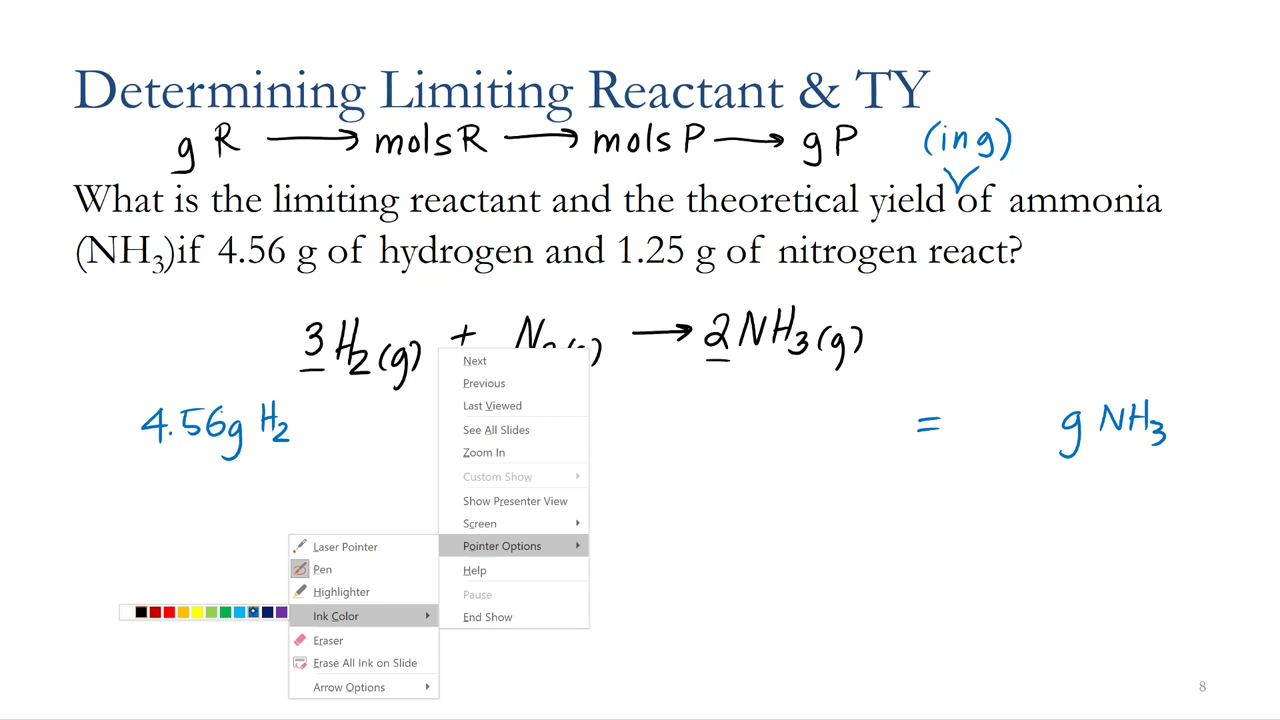 Determining Limiting Reactant & TY
g R → mols R → mols P → g P (in g)
What is the limiting reactant and the theoretical yield of ammonia
(NH₃)if 4.56 g of hydrogen and 1.25 g of nitrogen react?
3H₂(g) + N₂(g) → 2NH₃(g)
4.56g H₂ = g NH₃
Next
Previous
Last Viewed
See All Slides
Zoom In
Custom Show
Show Presenter View
Screen
Pointer Options
Help
Pause
End Show
Laser Pointer
Pen
Highlighter
Ink Color
Eraser
Erase All Ink on Slide
Arrow Options
8